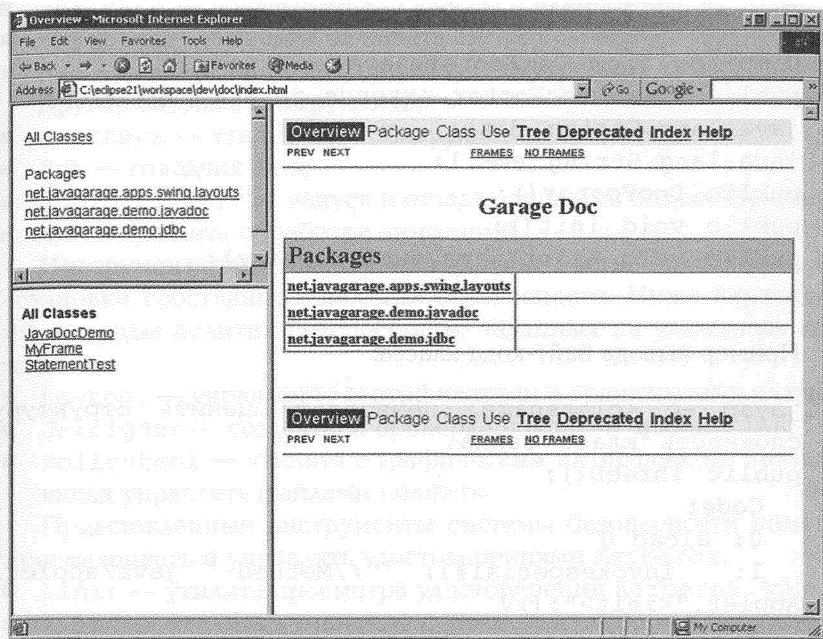 Overview - Microsoft Internet Explorer
File Edit View Favorites Tools Help
Back Favorites Media
Address C:\eclipse21\workspace\dev\doc\index.html Go Google
All Classes
Packages
net.javagarage.apps.swing.layouts
net.javagarage.demo.javadoc
net.javagarage.demo.jdbc
All Classes
JavaDocDemo
MyFrame
StatementTest
Overview Package Class Use Tree Deprecated Index Help
PREV NEXT FRAMES NO FRAMES
Garage Doc
Packages
net.javagarage.apps.swing.layouts
net.javagarage.demo.javadoc
net.javagarage.demo.jdbc
Overview Package Class Use Tree Deprecated Index Help
PREV NEXT FRAMES NO FRAMES
My Computer